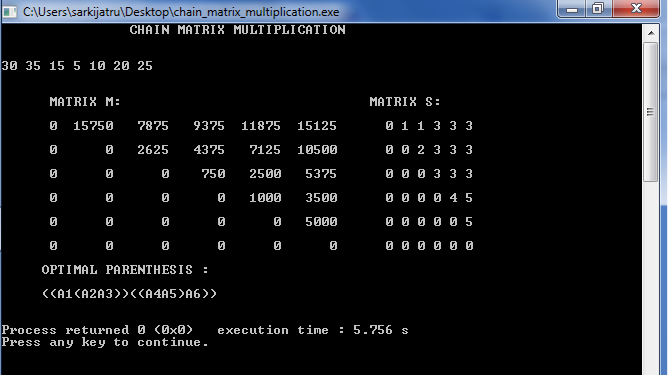 C:\Users\sarkijatru\Desktop\chain_matrix_multiplication.exe
CHAIN MATRIX MULTIPLICATION
30 35 15 5 10 20 25
MATRIX M: MATRIX S:
0 15750 7875 9375 11875 15125 0 1 1 3 3 3
0 0 2625 4375 7125 10500 0 0 2 3 3 3
0 0 0 750 2500 5375 0 0 0 3 3 3
0 0 0 0 1000 3500 0 0 0 0 4 5
0 0 0 0 0 5000 0 0 0 0 0 5
0 0 0 0 0 0 0 0 0 0 0 0
OPTIMAL PARENTHESIS :
((A1(A2A3))((A4A5)A6))
Process returned 0 (0x0) execution time : 5.756 s
Press any key to continue.